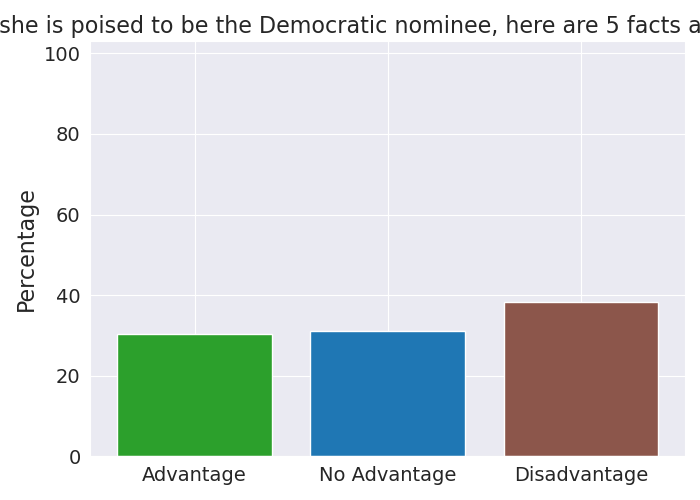 she is poised to be the Democratic nominee, here are 5 facts a
100
80
60
40
20
0
Percentage
Advantage
No Advantage
Disadvantage